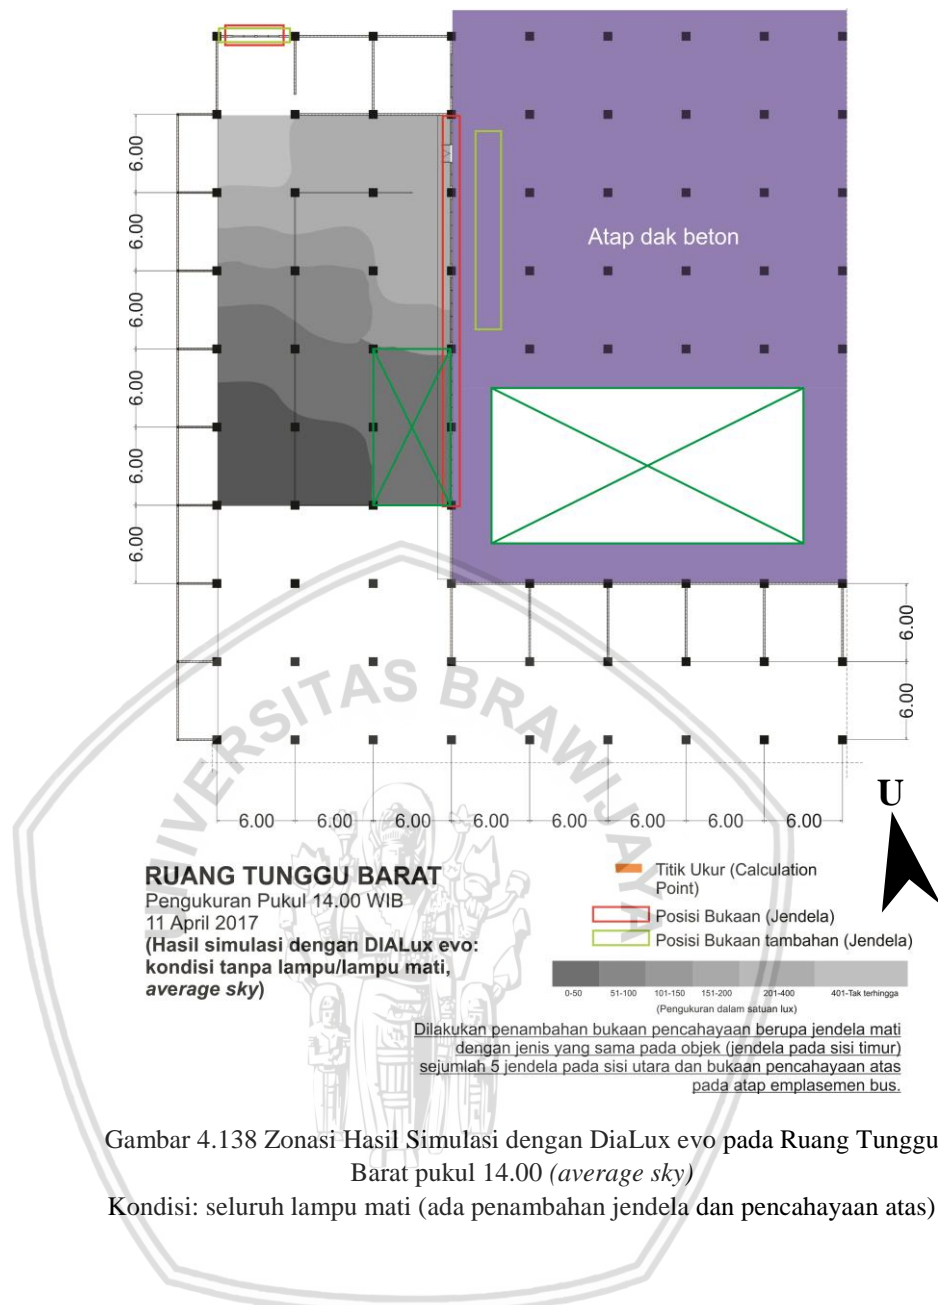 Atap dak beton
6.00
6.00
6.00
6.00
6.00
6.00
6.00
6.00
6.00 6.00 6.00 6.00 6.00 6.00 6.00 6.00
UNIVERSITAS BRAWIJAYA
U
RUANG TUNGGU BARAT
Pengukuran Pukul 14.00 WIB
11 April 2017
(Hasil simulasi dengan DIALux evo:
kondisi tanpa lampu/lampu mati,
average sky)
Titik Ukur (Calculation
Point)
Posisi Bukaan (Jendela)
Posisi Bukaan tambahan (Jendela)
0-50 51-100 101-150 151-200 201-400 401-Tak terhingga
(Pengukuran dalam satuan lux)
Dilakukan penambahan bukaan pencahayaan berupa jendela mati
dengan jenis yang sama pada objek (jendela pada sisi timur)
sejumlah 5 jendela pada sisi utara dan bukaan pencahayaan atas
pada atap emplasemen bus.
Gambar 4.138 Zonasi Hasil Simulasi dengan DiaLux evo pada Ruang Tunggu
Barat pukul 14.00 (average sky)
Kondisi: seluruh lampu mati (ada penambahan jendela dan pencahayaan atas)